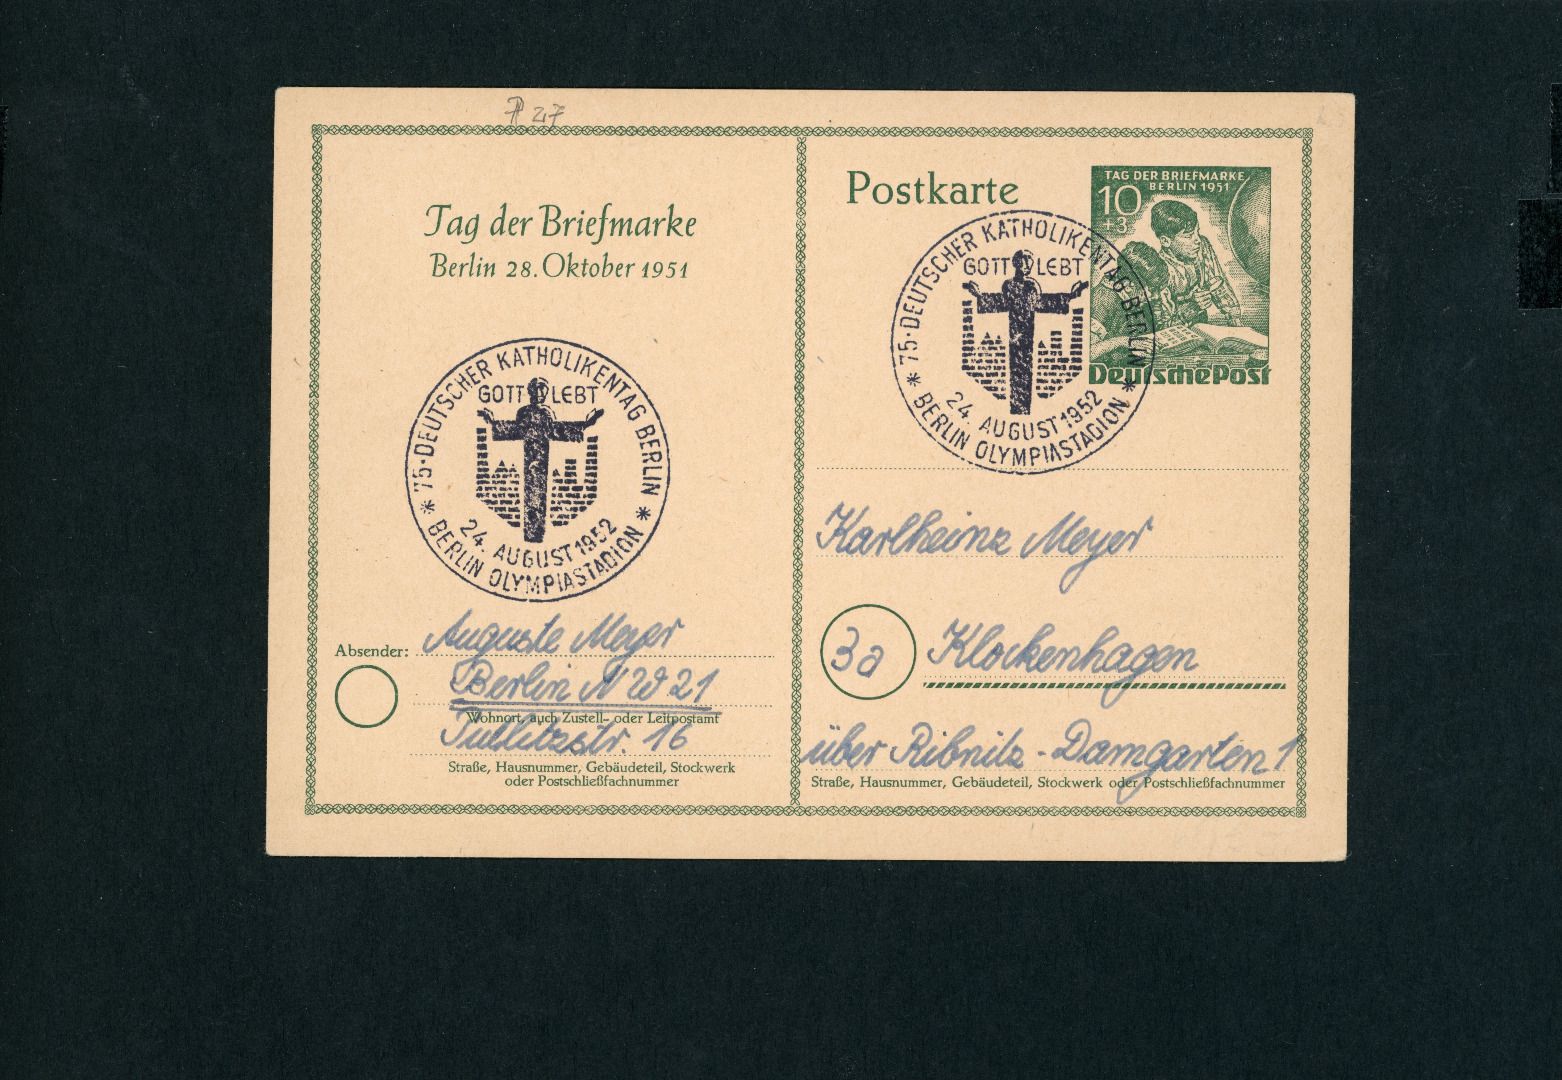 P 27
Tag der Briefmarke
Berlin 28. Oktober 1951
75. DEUTSCHER KATHOLIKENTAG BERLIN
GOTT LEBT
24. AUGUST 1952
* BERLIN OLYMPIASTADION *
Absender: Auguste Meyer
Berlin NW 21
Wohnort, auch Zustell- oder Leitpostamt
Putlitzstr. 16
Straße, Hausnummer, Gebäudeteil, Stockwerk
oder Postschließfachnummer
Postkarte
TAG DER BRIEFMARKE
BERLIN 1951
10
+3
Deutsche Post
75. DEUTSCHER KATHOLIKENTAG BERLIN
GOTT LEBT
24. AUGUST 1952
* BERLIN OLYMPIASTADION *
Karlheinz Meyer
3a Klockenhagen
über Ribnitz-Damgarten 1
Straße, Hausnummer, Gebäudeteil, Stockwerk oder Postschließfachnummer